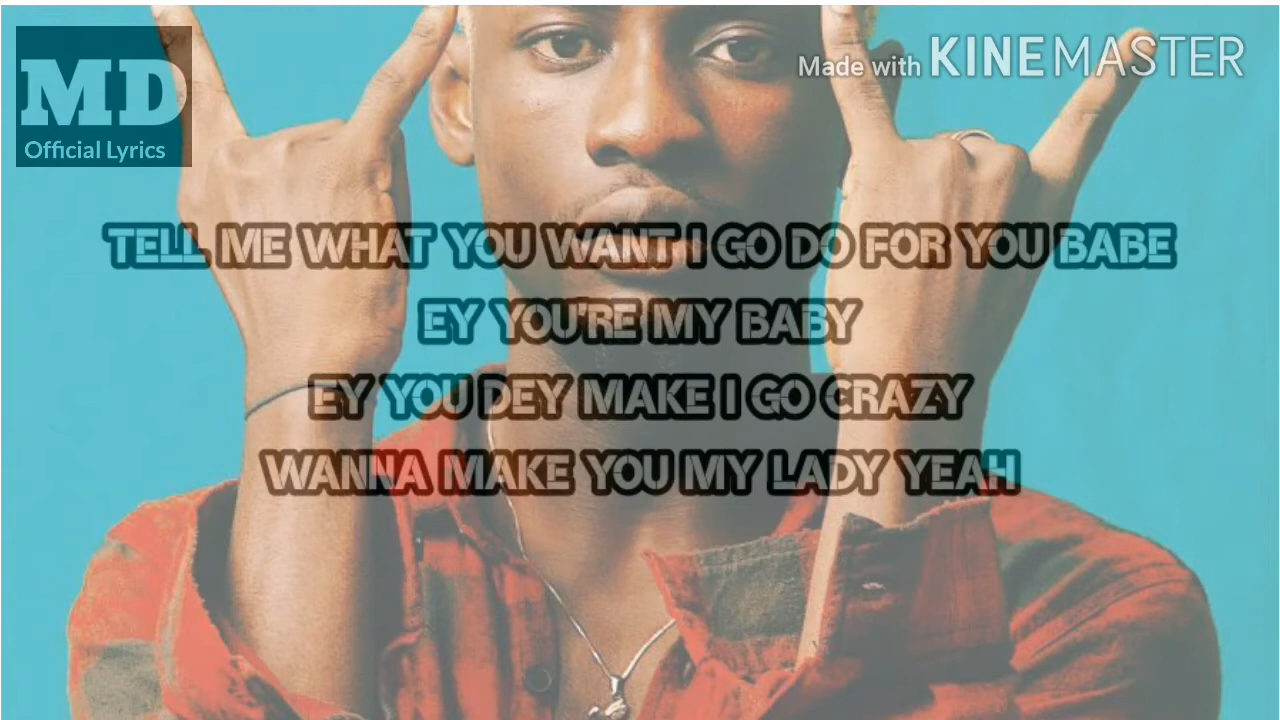 MD
Official Lyrics
Made with KINEMASTER
TELL ME WHAT YOU WANT I GO DO FOR YOU BABE
EY YOU'RE MY BABY
EY YOU DEY MAKE I GO CRAZY
WANNA MAKE YOU MY LADY YEAH